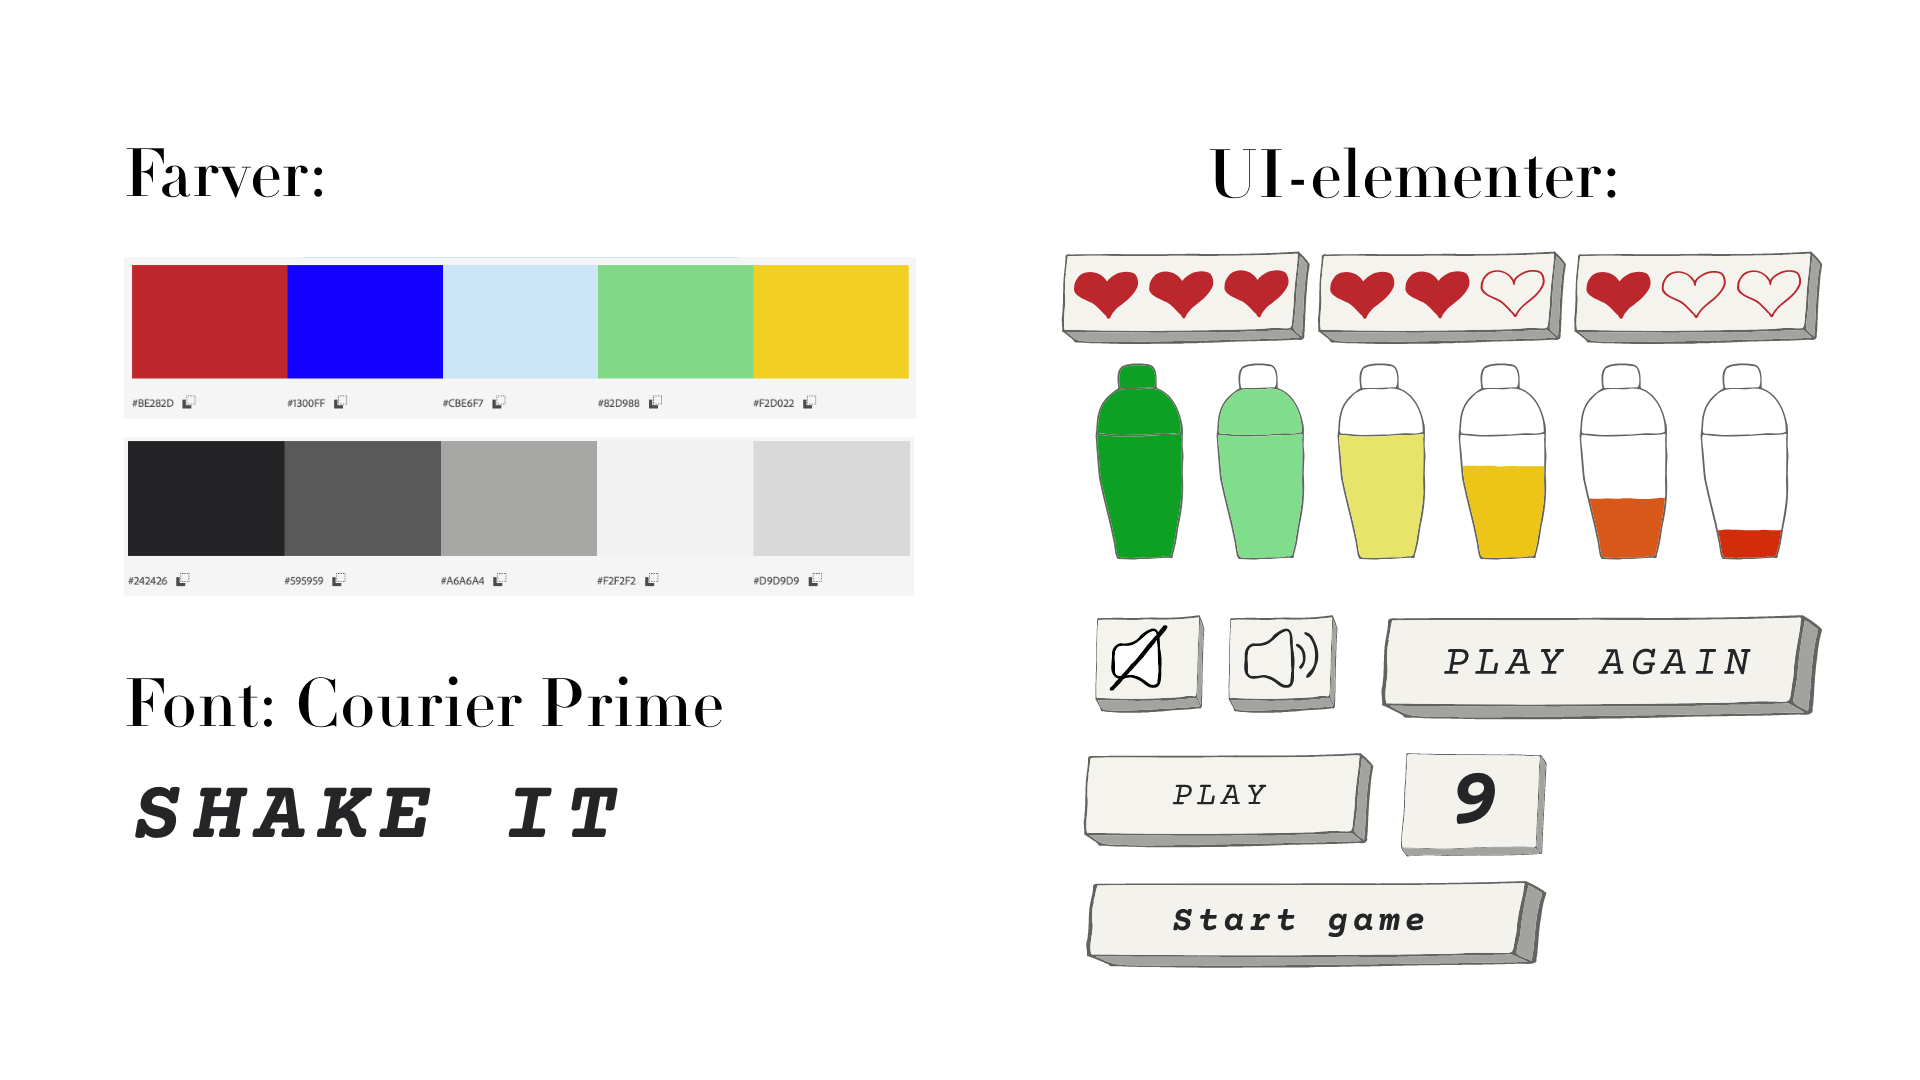 Farver:
#BE282D #1300FF #CBE6F7 #82D988 #F2D022
#242426 #595959 #A6A6A4 #F2F2F2 #D9D9D9
Font: Courier Prime
SHAKE IT
UI-elementer:
PLAY AGAIN
PLAY
9
Start game